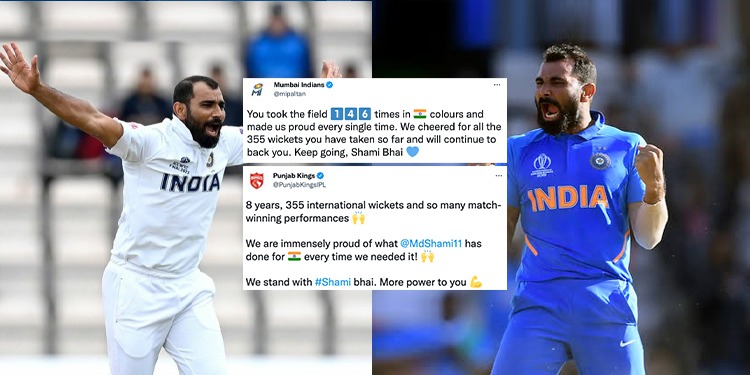 INDIA
Mumbai Indians
@mipaltan
You took the field 1 4 6 times in 🇮🇳 colours and
made us proud every single time. We cheered for all the
355 wickets you have taken so far and will continue to
back you. Keep going, Shami Bhai 💙
Punjab Kings
@PunjabKingsIPL
8 years, 355 international wickets and so many match-
winning performances 🙌
We are immensely proud of what @MdShami11 has
done for 🇮🇳 every time we needed it! 🙌
We stand with #Shami bhai. More power to you 💪
INDIA